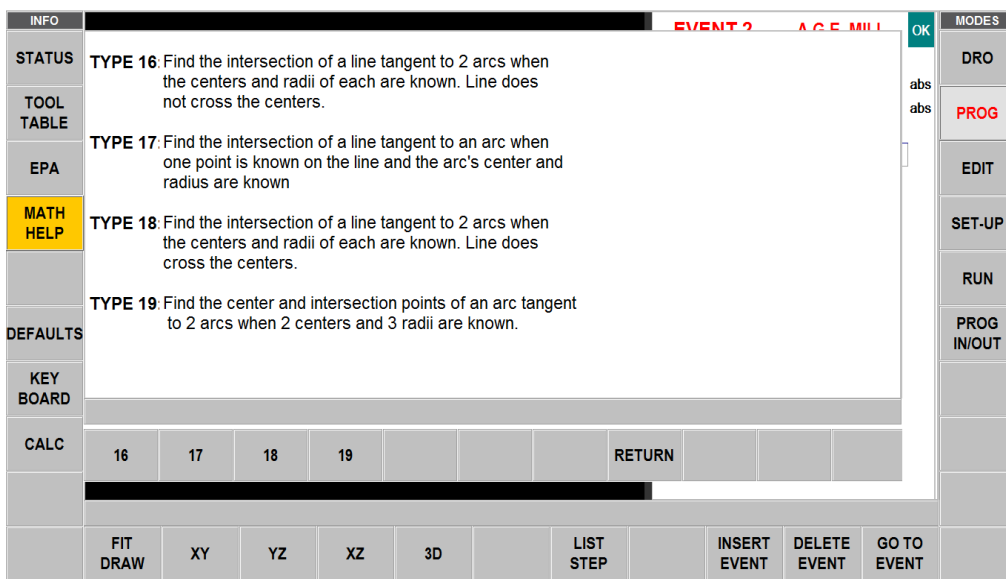 INFO
STATUS
TOOL
TABLE
EPA
MATH
HELP
DEFAULTS
KEY
BOARD
CALC
EVENT 2 A.G.E. MILL
OK
abs
abs
TYPE 16: Find the intersection of a line tangent to 2 arcs when
the centers and radii of each are known. Line does
not cross the centers.
TYPE 17: Find the intersection of a line tangent to an arc when
one point is known on the line and the arc's center and
radius are known
TYPE 18: Find the intersection of a line tangent to 2 arcs when
the centers and radii of each are known. Line does
cross the centers.
TYPE 19: Find the center and intersection points of an arc tangent
to 2 arcs when 2 centers and 3 radii are known.
16 17 18 19 RETURN
FIT
DRAW
XY
YZ
XZ
3D
LIST
STEP
INSERT
EVENT
DELETE
EVENT
GO TO
EVENT
MODES
DRO
PROG
EDIT
SET-UP
RUN
PROG
IN/OUT